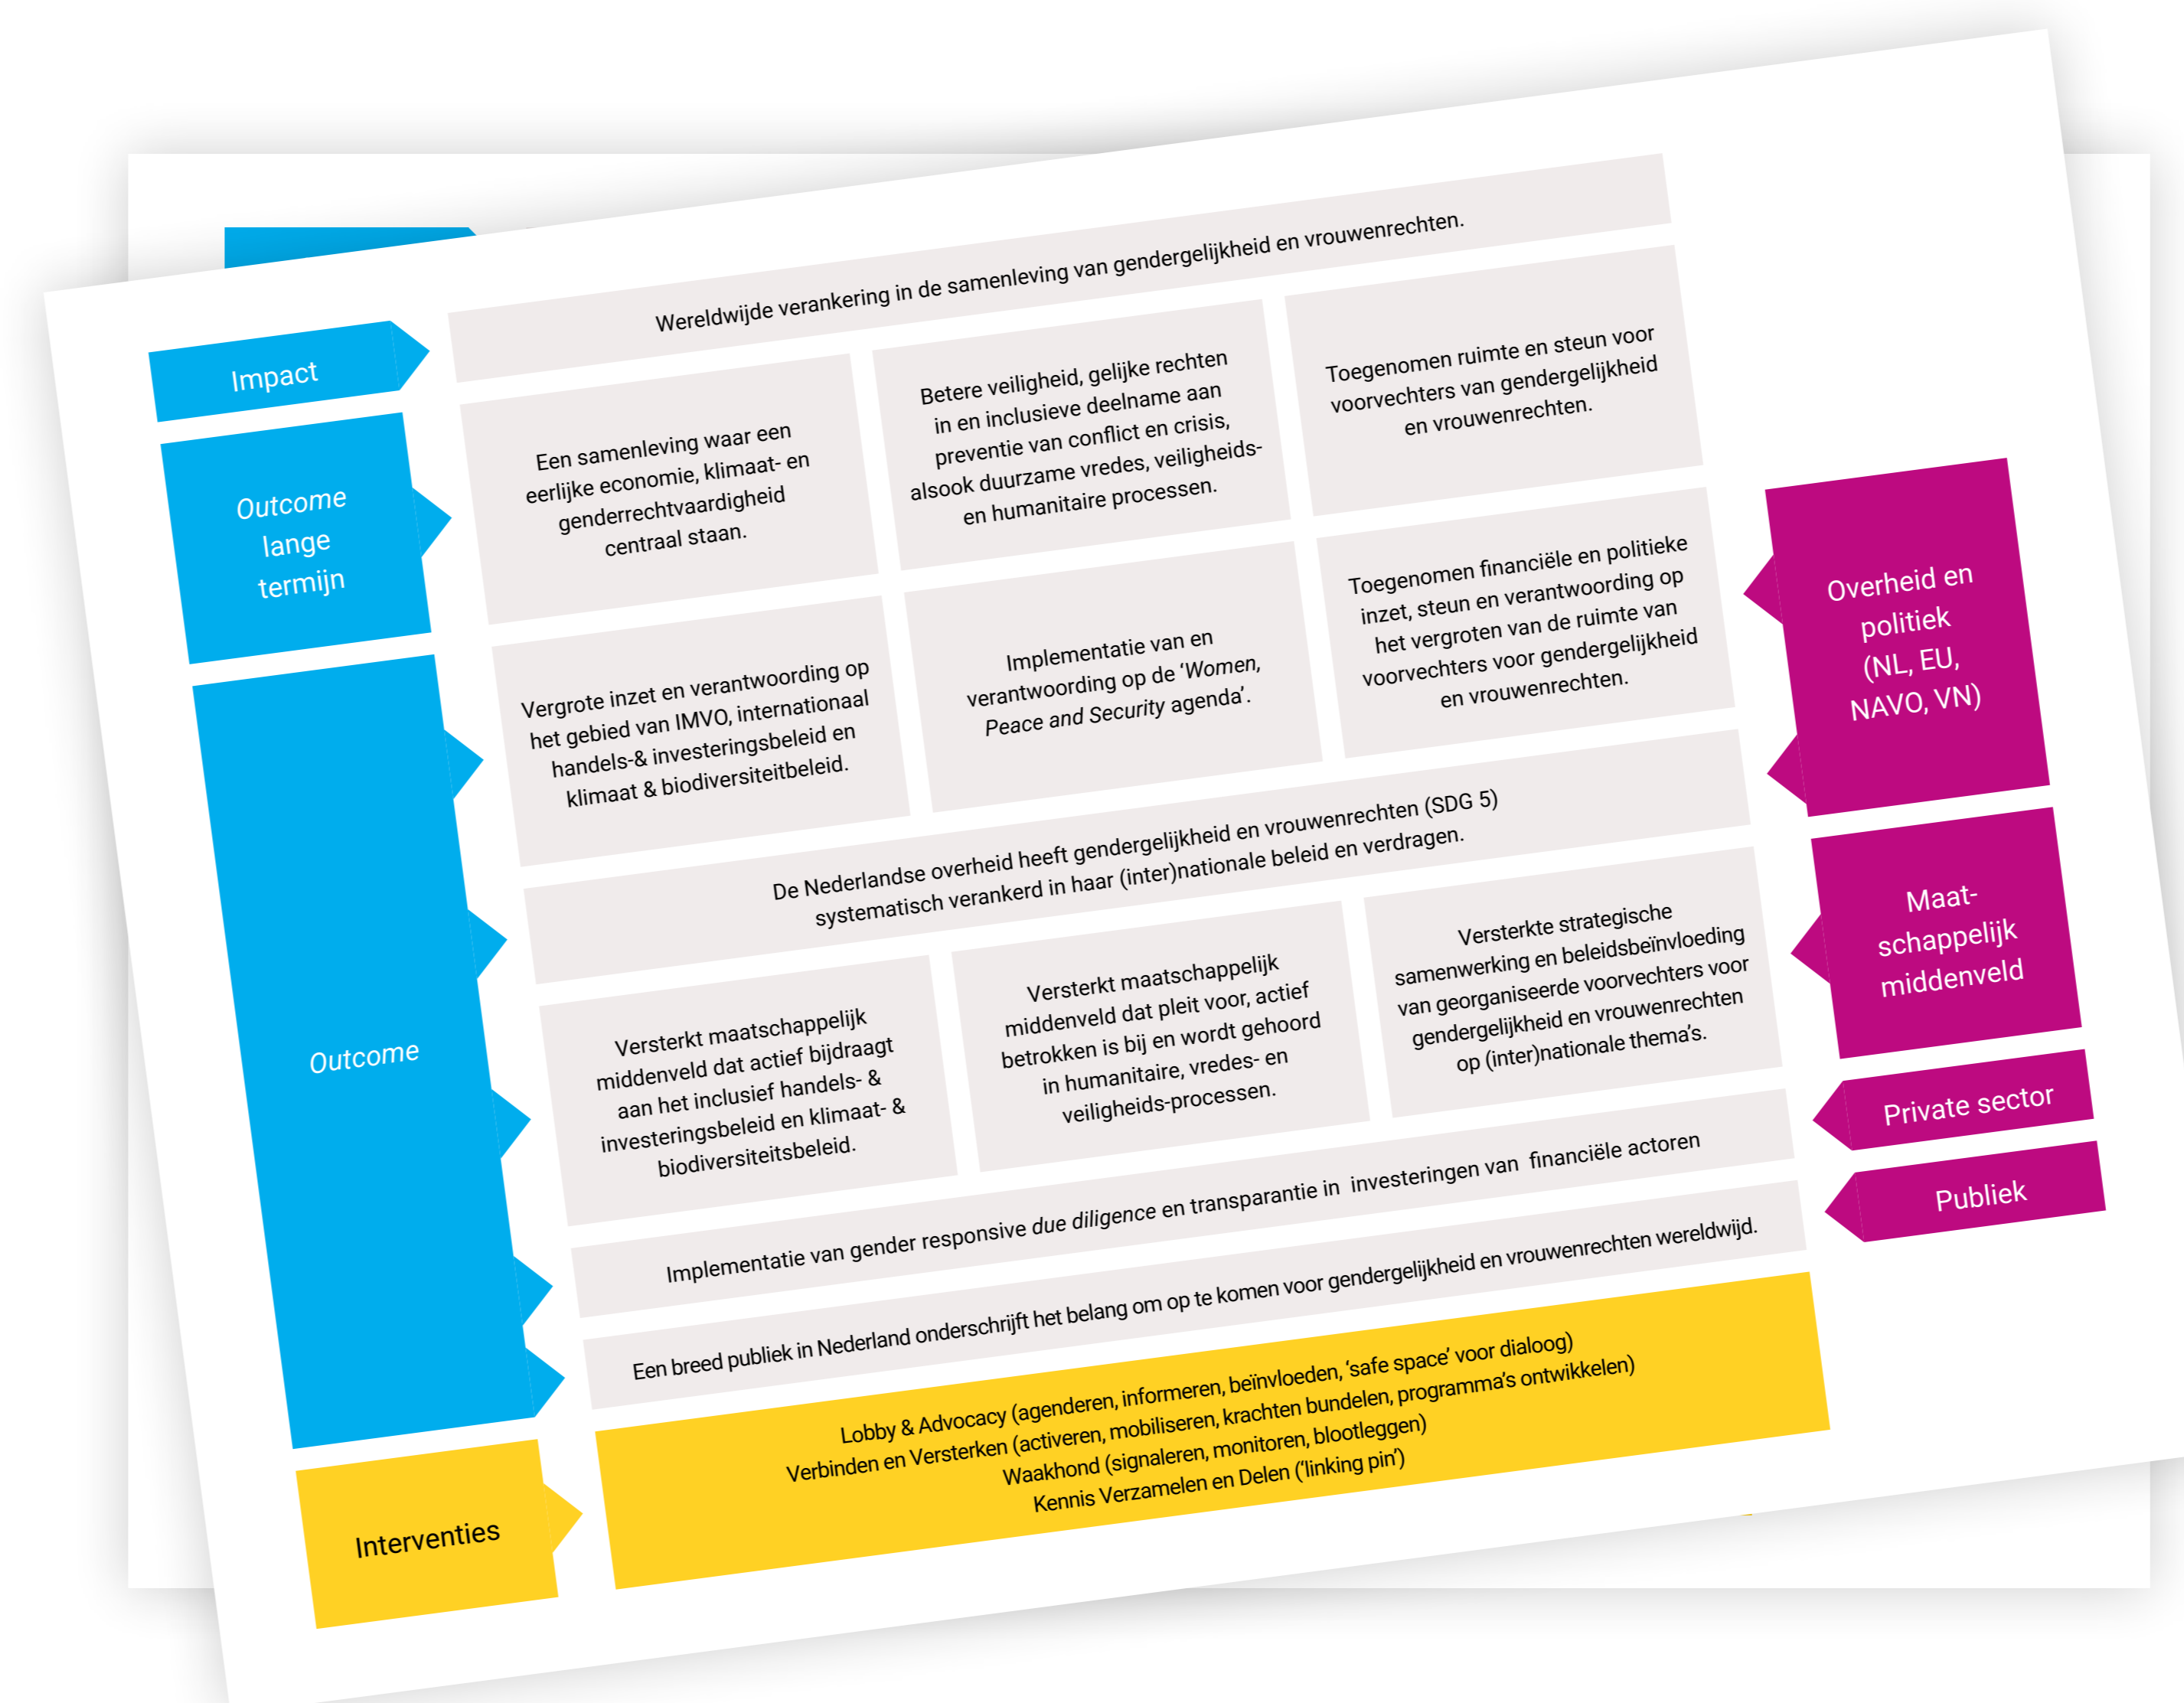 Impact
Wereldwijde verankering in de samenleving van gendergelijkheid en vrouwenrechten.
Outcome
lange
termijn
Een samenleving waar een
eerlijke economie, klimaat- en
genderrechtvaardigheid
centraal staan.
Betere veiligheid, gelijke rechten
in en inclusieve deelname aan
preventie van conflict en crisis,
alsook duurzame vredes, veiligheids-
en humanitaire processen.
Toegenomen ruimte en steun voor
voorvechters van gendergelijkheid
en vrouwenrechten.
Outcome
Vergrote inzet en verantwoording op
het gebied van IMVO, internationaal
handels-& investeringsbeleid en
klimaat & biodiversiteitbeleid.
Implementatie van en
verantwoording op de ‘Women,
Peace and Security agenda’.
Toegenomen financiële en politieke
inzet, steun en verantwoording op
het vergroten van de ruimte van
voorvechters voor gendergelijkheid
en vrouwenrechten.
Overheid en
politiek
(NL, EU,
NAVO, VN)
De Nederlandse overheid heeft gendergelijkheid en vrouwenrechten (SDG 5)
systematisch verankerd in haar (inter)nationale beleid en verdragen.
Versterkt maatschappelijk
middenveld dat actief bijdraagt
aan het inclusief handels- &
investeringsbeleid en klimaat- &
biodiversiteitsbeleid.
Versterkt maatschappelijk
middenveld dat pleit voor, actief
betrokken is bij en wordt gehoord
in humanitaire, vredes- en
veiligheids-processen.
Versterkte strategische
samenwerking en beleidsbeïnvloeding
van georganiseerde voorvechters voor
gendergelijkheid en vrouwenrechten
op (inter)nationale thema’s.
Maat-
schappelijk
middenveld
Implementatie van gender responsive due diligence en transparantie in investeringen van financiële actoren
Private sector
Een breed publiek in Nederland onderschrijft het belang om op te komen voor gendergelijkheid en vrouwenrechten wereldwijd.
Publiek
Interventies
Lobby & Advocacy (agenderen, informeren, beïnvloeden, ‘safe space’ voor dialoog)
Verbinden en Versterken (activeren, mobiliseren, krachten bundelen, programma’s ontwikkelen)
Waakhond (signaleren, monitoren, blootleggen)
Kennis Verzamelen en Delen (‘linking pin’)